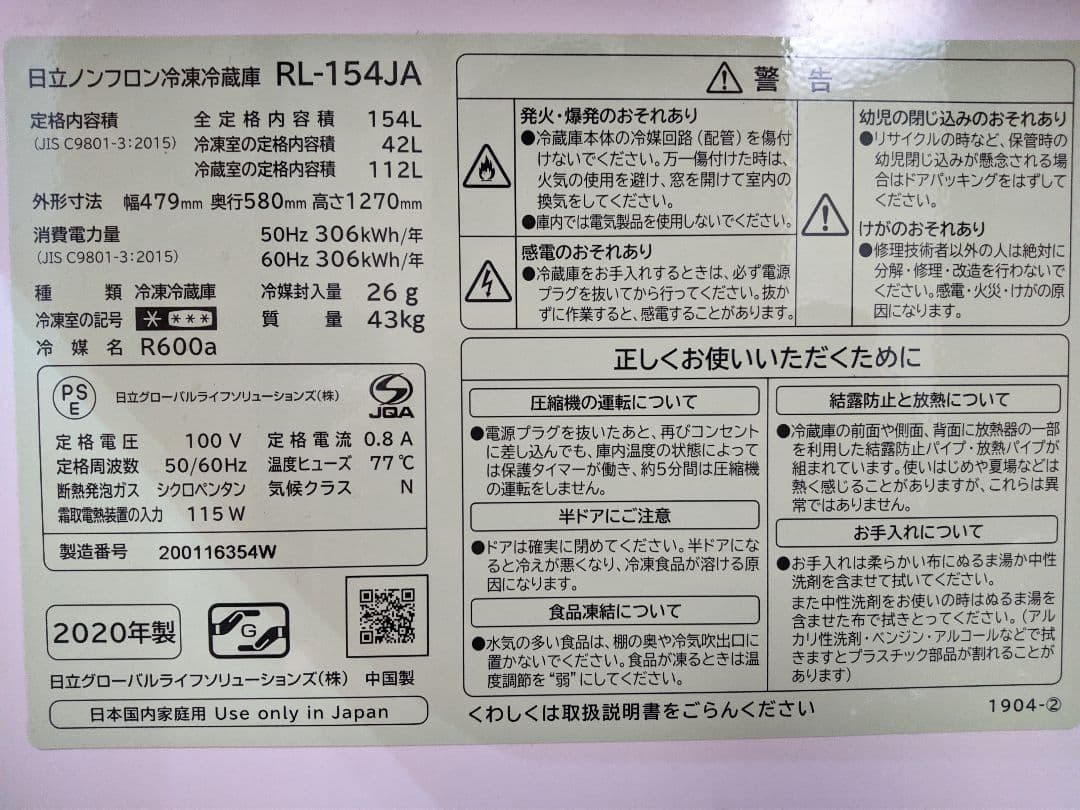 日立ノンフロン冷凍冷蔵庫 RL-154JA
定格内容積 全定格内容積 154L
(JIS C9801-3:2015) 冷凍室の定格内容積 42L
冷蔵室の定格内容積 112L
外形寸法 幅479mm 奥行580mm 高さ1270mm
消費電力量 50Hz 306kWh/年
(JIS C9801-3:2015) 60Hz 306kWh/年
種類 冷凍冷蔵庫 冷媒封入量 26 g
冷凍室の記号 * *** 質量 43kg
冷媒名 R600a
PS
E
日立グローバルライフソリューションズ(株)
JQA
定格電圧 100 V 定格電流 0.8 A
定格周波数 50/60Hz 温度ヒューズ 77℃
断熱発泡ガス シクロペンタン 気候クラス N
霜取電熱装置の入力 115 W
製造番号 200116354W
2020年製
G
日立グローバルライフソリューションズ(株) 中国製
日本国内家庭用 Use only in Japan
警告
発火・爆発のおそれあり
●冷蔵庫本体の冷媒回路(配管)を傷付
けないでください。万一傷付けた時は、
火気の使用を避け、窓を開けて室内の
換気をしてください。
●庫内では電気製品を使用しないでください。
感電のおそれあり
●冷蔵庫をお手入れするときは、必ず電源
プラグを抜いてから行ってください。抜か
ずに作業すると、感電することがあります。
幼児の閉じ込みのおそれあり
●リサイクルの時など、保管時の
幼児閉じ込みが懸念される場
合はドアパッキングをはずして
ください。
けがのおそれあり
●修理技術者以外の人は絶対に
分解・修理・改造を行わないで
ください。感電・火災・けがの原
因になります。
正しくお使いいただくために
圧縮機の運転について
●電源プラグを抜いたあと、再びコンセント
に差し込んでも、庫内温度の状態によって
は保護タイマーが働き、約5分間は圧縮機
の運転をしません。
半ドアにご注意
●ドアは確実に閉めてください。半ドアにな
ると冷えが悪くなり、冷凍食品が溶ける原
因になります。
食品凍結について
●水気の多い食品は、棚の奥や冷気吹出口に
置かないでください。食品が凍るときは温
度調節を“弱”にしてください。
結露防止と放熱について
●冷蔵庫の前面や側面、背面に放熱器の一部
を利用した結露防止パイプ・放熱パイプが
組まれています。使いはじめや夏場などは
熱く感じることがありますが、これらは異
常ではありません。
お手入れについて
●お手入れは柔らかい布にぬるま湯か中性
洗剤を含ませて拭いてください。
また中性洗剤をお使いの時はぬるま湯を
含ませた布で拭きとってください。(アル
カリ性洗剤・ベンジン・アルコールなどで拭
きますとプラスチック部品が割れることが
あります)
くわしくは取扱説明書をごらんください
1904-②